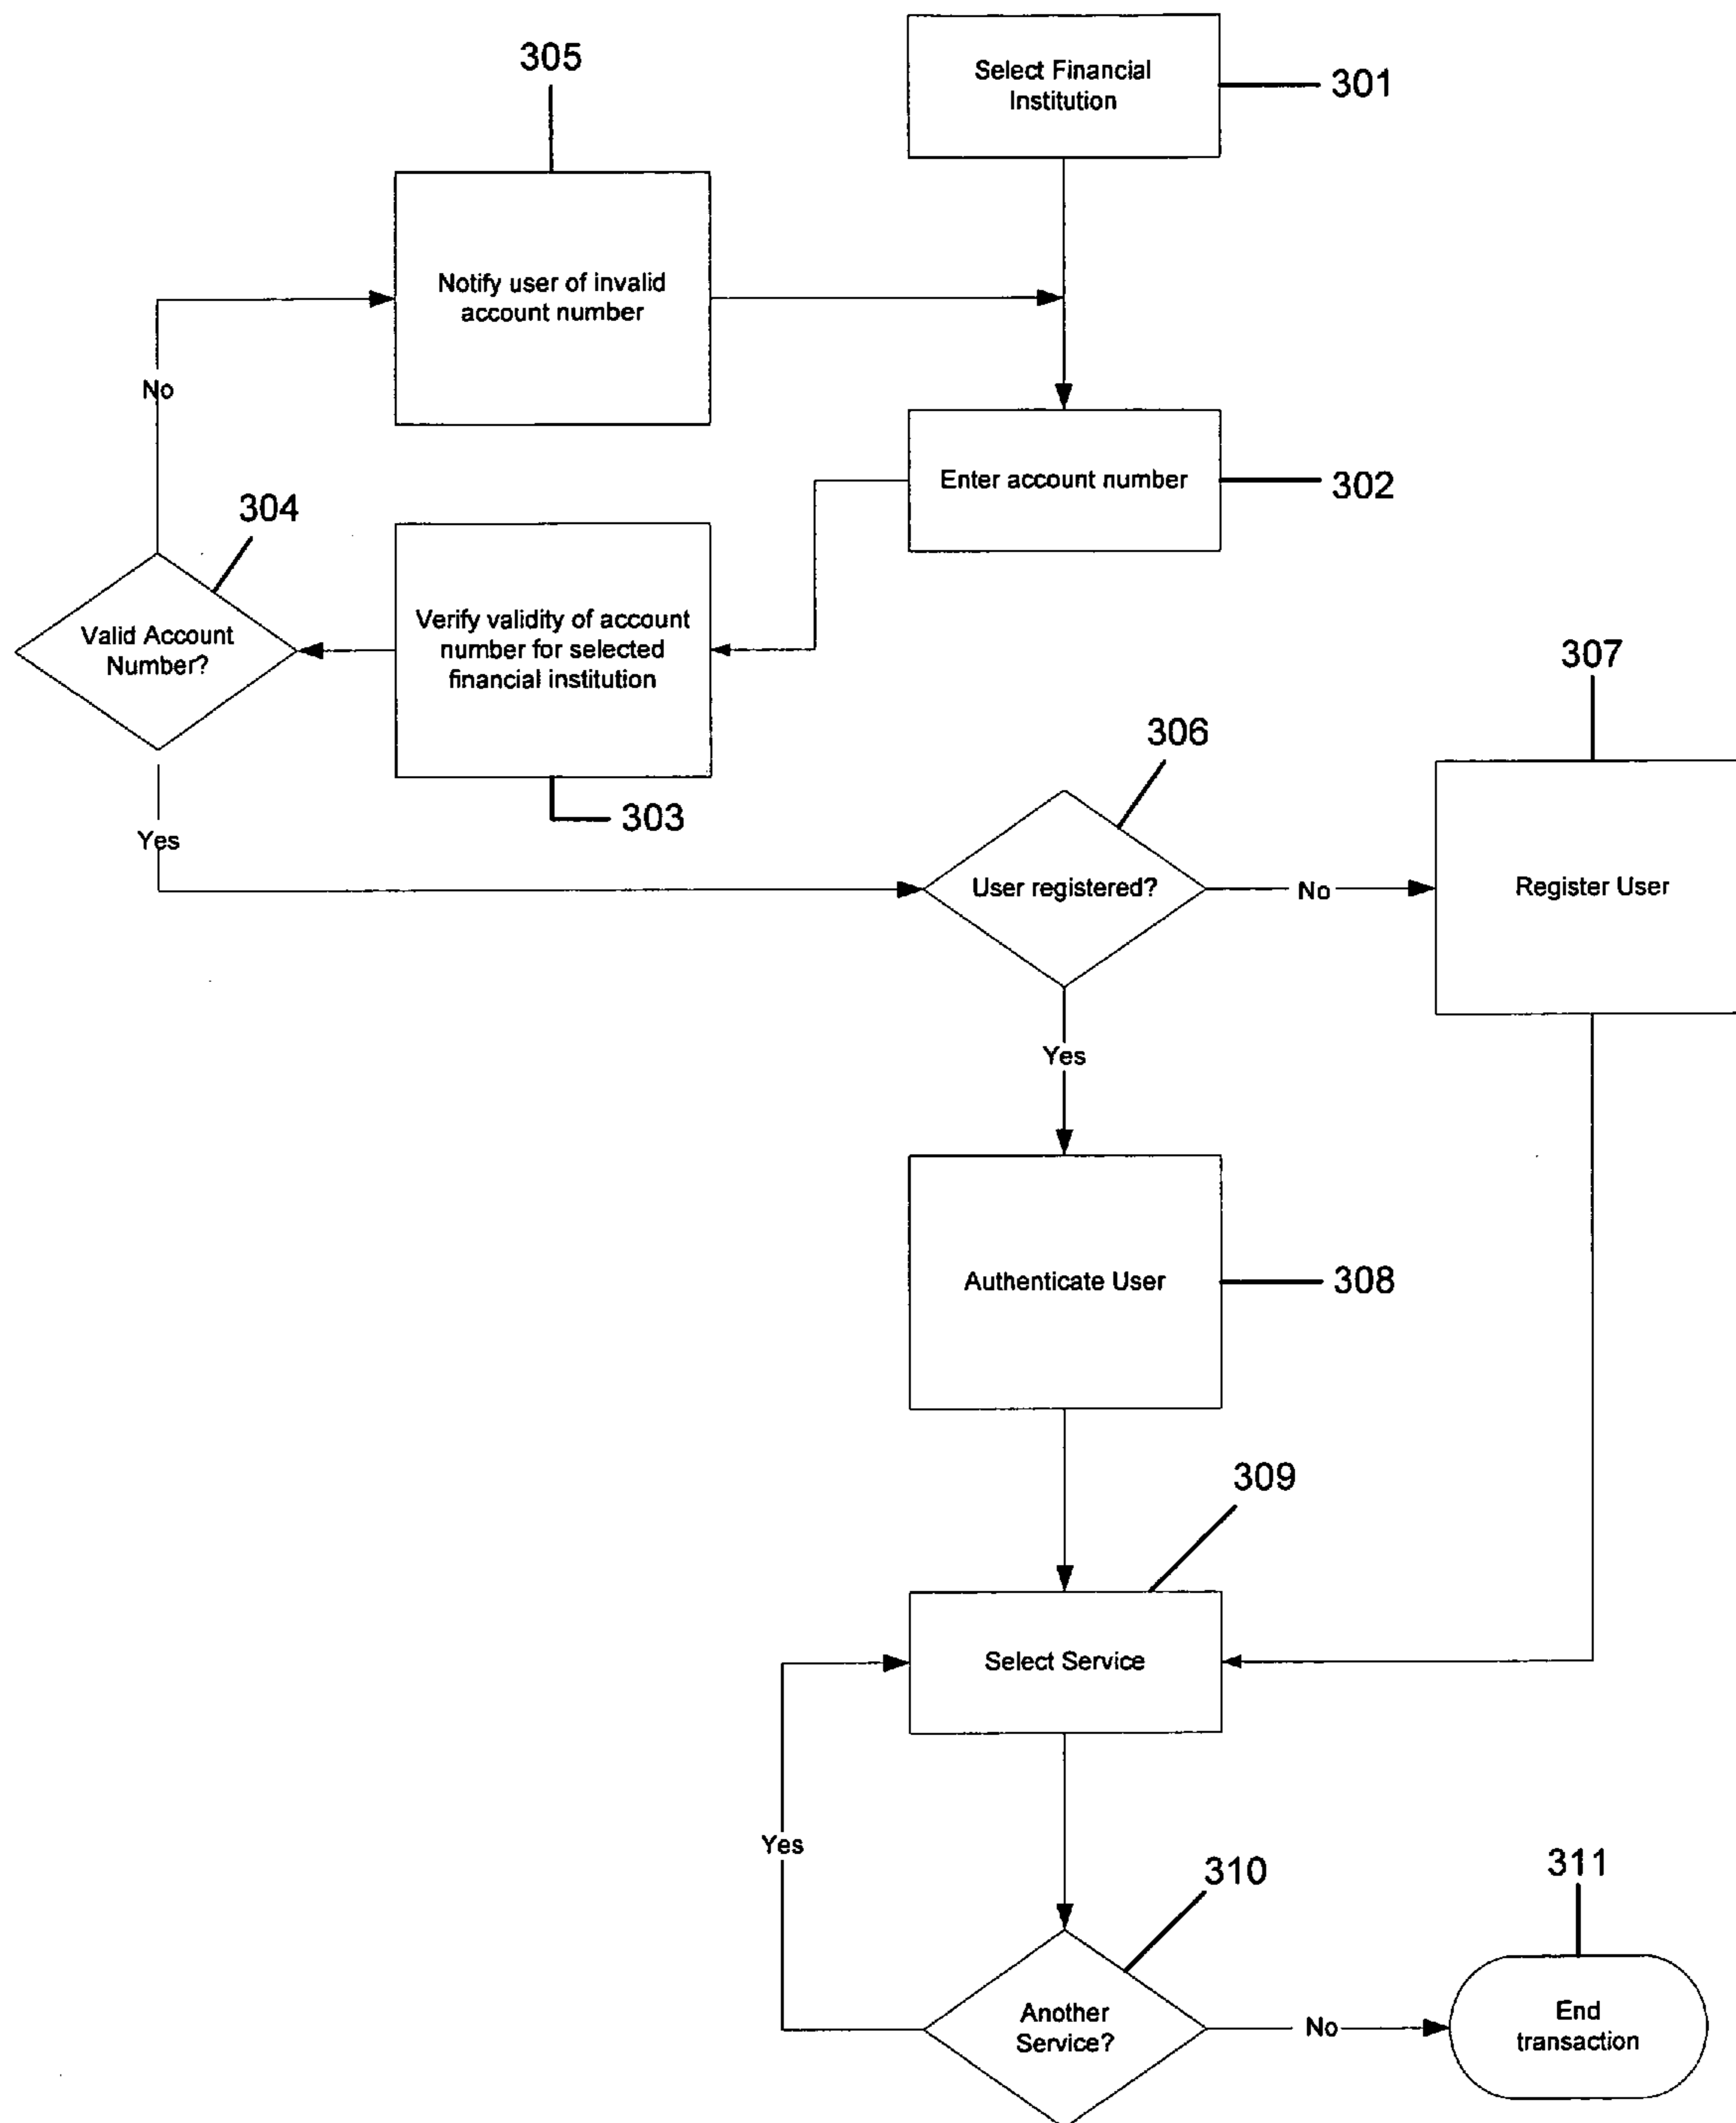 305
Select Financial
Institution
301
Notify user of invalid
account number
No
Enter account number
302
304
Valid Account
Number?
Verify validity of account
number for selected
financial institution
303
Yes
306
307
User registered?
No
Register User
Yes
Authenticate User
308
309
Select Service
Yes
310
311
Another
Service?
No
End
transaction